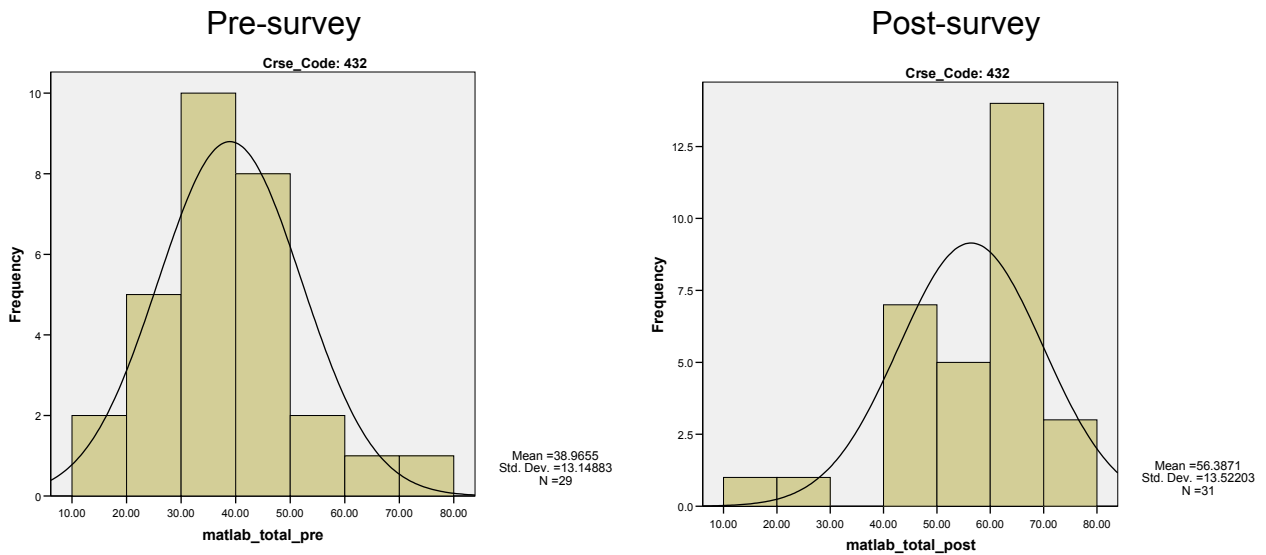 Pre-survey
Crse_Code: 432
10
8
6
4
2
0
Frequency
10.00 20.00 30.00 40.00 50.00 60.00 70.00 80.00
matlab_total_pre
Mean =38.9655
Std. Dev. =13.14883
N =29
Post-survey
Crse_Code: 432
12.5
10.0
7.5
5.0
2.5
0.0
Frequency
10.00 20.00 30.00 40.00 50.00 60.00 70.00 80.00
matlab_total_post
Mean =56.3871
Std. Dev. =13.52203
N =31